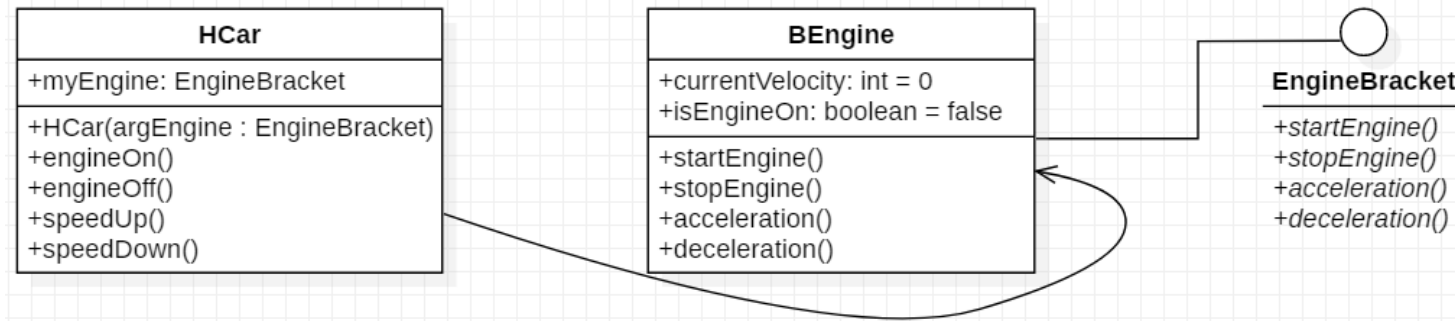 HCar
+myEngine: EngineBracket
+HCar(argEngine : EngineBracket)
+engineOn()
+engineOff()
+speedUp()
+speedDown()
BEngine
+currentVelocity: int = 0
+isEngineOn: boolean = false
+startEngine()
+stopEngine()
+acceleration()
+deceleration()
EngineBracket
+startEngine()
+stopEngine()
+acceleration()
+deceleration()